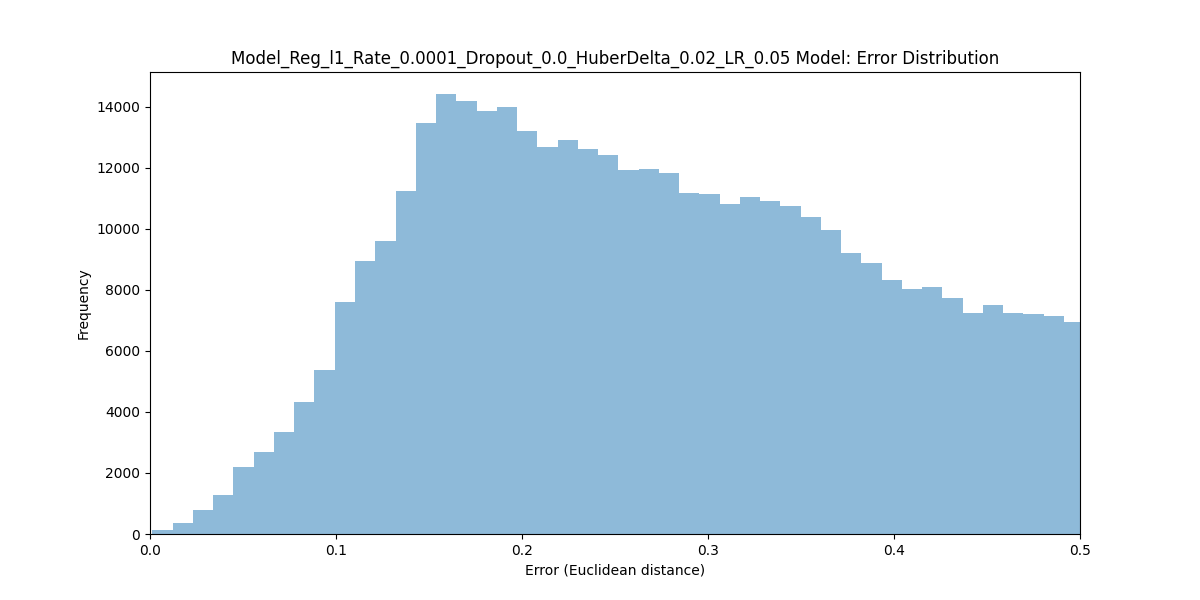 Model_Reg_l1_Rate_0.0001_Dropout_0.0_HuberDelta_0.02_LR_0.05 Model: Error Distribution
14000
12000
10000
8000
6000
4000
2000
0
Frequency
0.0 0.1 0.2 0.3 0.4 0.5
Error (Euclidean distance)